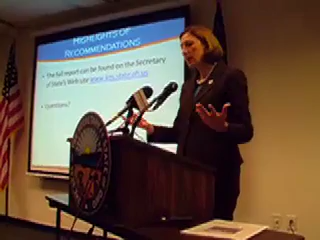 Highlights of
Recommendations
The full report can be found on the Secretary
of State's Web site
Questions?